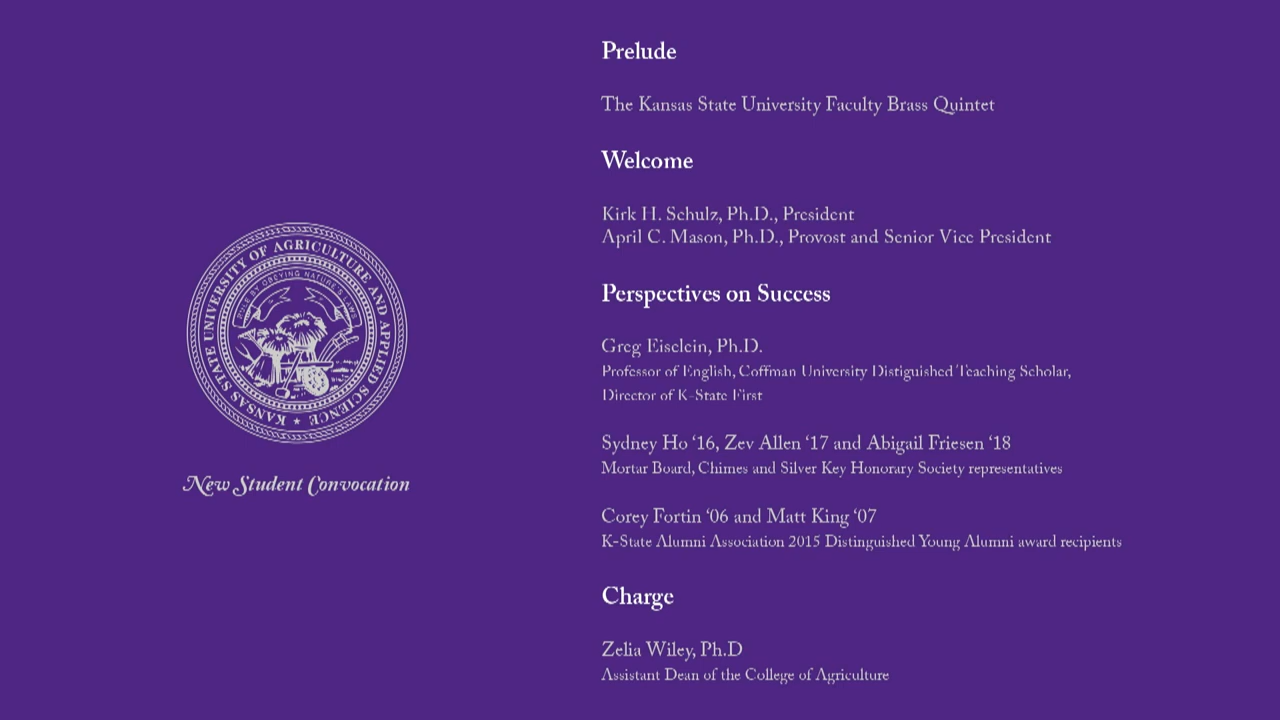 KANSAS STATE UNIVERSITY OF AGRICULTURE AND APPLIED SCIENCE
RULE BY OBEYING NATURE'S LAWS
New Student Convocation
Prelude
The Kansas State University Faculty Brass Quintet
Welcome
Kirk H. Schulz, Ph.D., President
April C. Mason, Ph.D., Provost and Senior Vice President
Perspectives on Success
Greg Eiselein, Ph.D.
Professor of English, Coffman University Distiguished Teaching Scholar,
Director of K-State First
Sydney Ho ‘16, Zev Allen ‘17 and Abigail Friesen ‘18
Mortar Board, Chimes and Silver Key Honorary Society representatives
Corey Fortin ‘06 and Matt King ‘07
K-State Alumni Association 2015 Distinguished Young Alumni award recipients
Charge
Zelia Wiley, Ph.D
Assistant Dean of the College of Agriculture